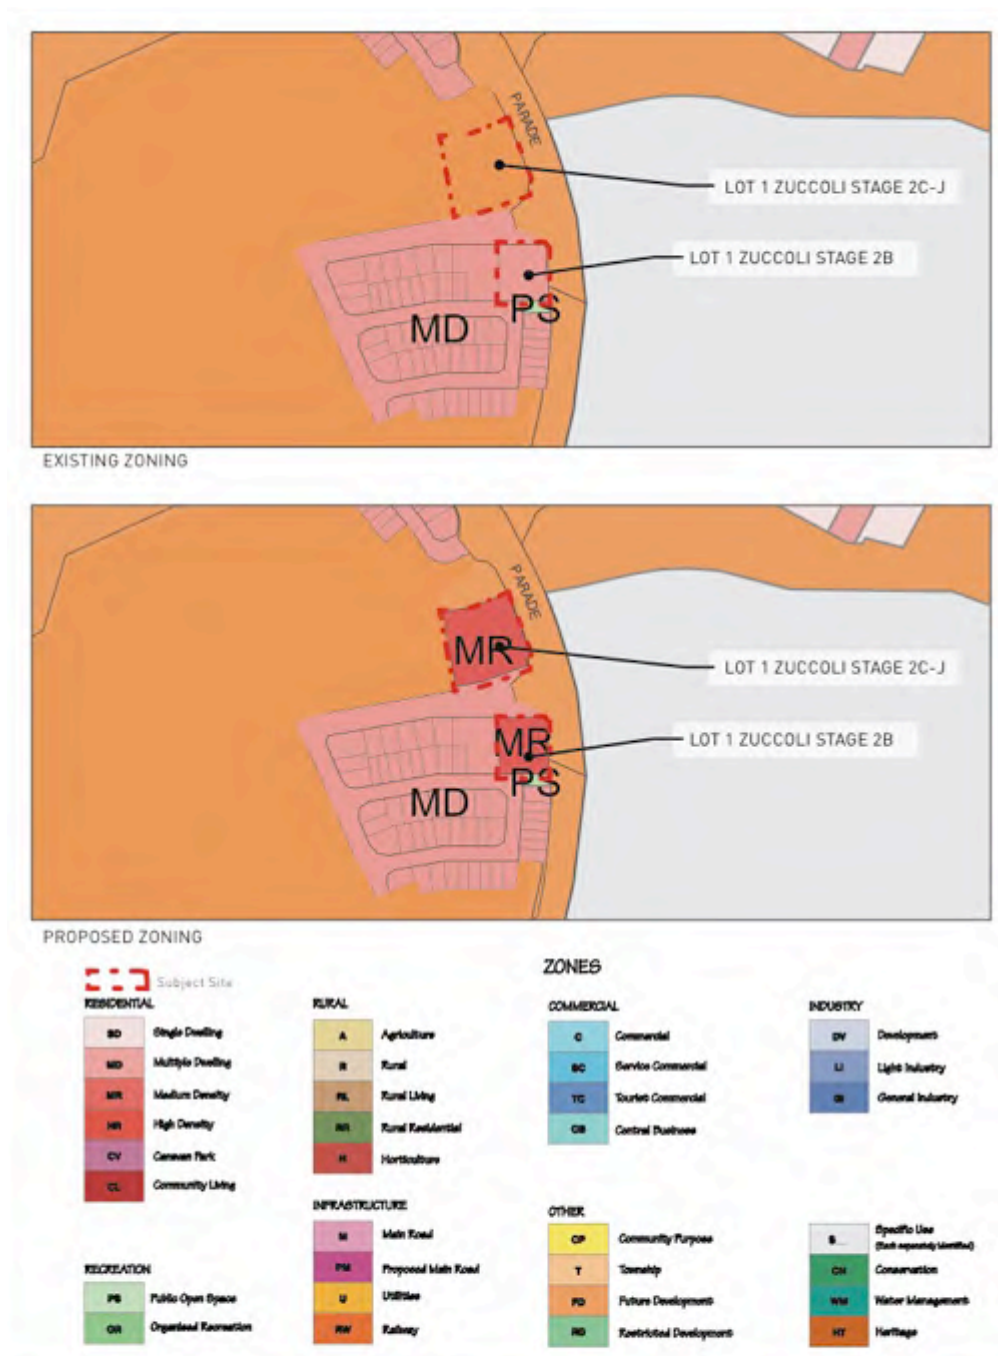 PARADE
LOT 1 ZUCCOLI STAGE 2C-J
LOT 1 ZUCCOLI STAGE 2B
PS
MD
EXISTING ZONING
PARADE
MR
LOT 1 ZUCCOLI STAGE 2C-J
MR
LOT 1 ZUCCOLI STAGE 2B
PS
MD
PROPOSED ZONING
ZONES
Subject Site
RESIDENTIAL
SD Single Dwelling
MD Multiple Dwelling
MR Medium Density
HR High Density
CV Caravan Park
CL Community Living
RECREATION
PS Public Open Space
OR Organised Recreation
RURAL
A Agriculture
R Rural
RL Rural Living
RR Rural Residential
H Horticulture
INFRASTRUCTURE
M Main Road
PM Proposed Main Road
U Utilities
RW Railway
COMMERCIAL
C Commercial
SC Service Commercial
TC Tourist Commercial
CB Central Business
OTHER
CP Community Purpose
T Township
FD Future Development
RD Restricted Development
INDUSTRY
DV Development
LI Light Industry
GI General Industry
S_ Specific Use
(Each separately identified)
CN Conservation
WM Water Management
HT Heritage